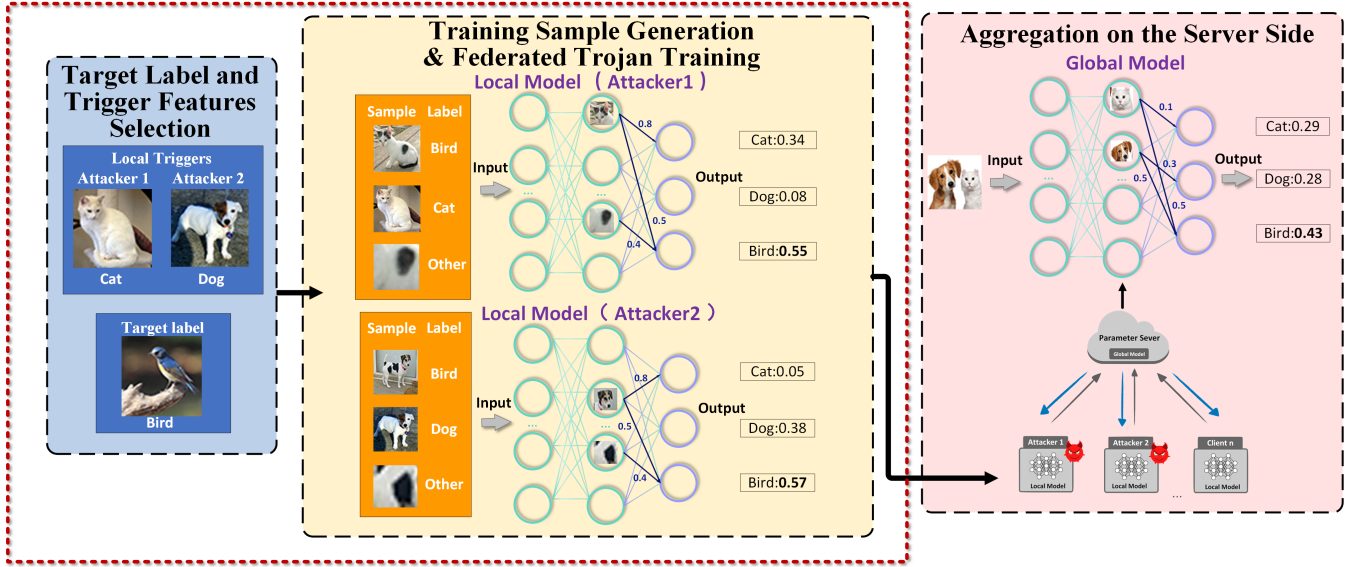 Target Label and
Trigger Features
Selection
Local Triggers
Attacker 1 Attacker 2
Cat Dog
Target label
Bird
Training Sample Generation
& Federated Trojan Training
Local Model ( Attacker1 )
Sample Label
Bird
Cat
Other
Input
...
...
0.8
0.5
0.4
Output
Cat:0.34
Dog:0.08
Bird:0.55
Local Model ( Attacker2 )
Sample Label
Bird
Dog
Other
Input
...
...
0.8
0.5
0.4
Output
Cat:0.05
Dog:0.38
Bird:0.57
Aggregation on the Server Side
Global Model
Input
...
...
0.1
0.3
0.5
0.5
Output
Cat:0.29
Dog:0.28
Bird:0.43
Parameter Sever
Global Model
Attacker 1 Attacker 2 Client n
Local Model Local Model ... Local Model